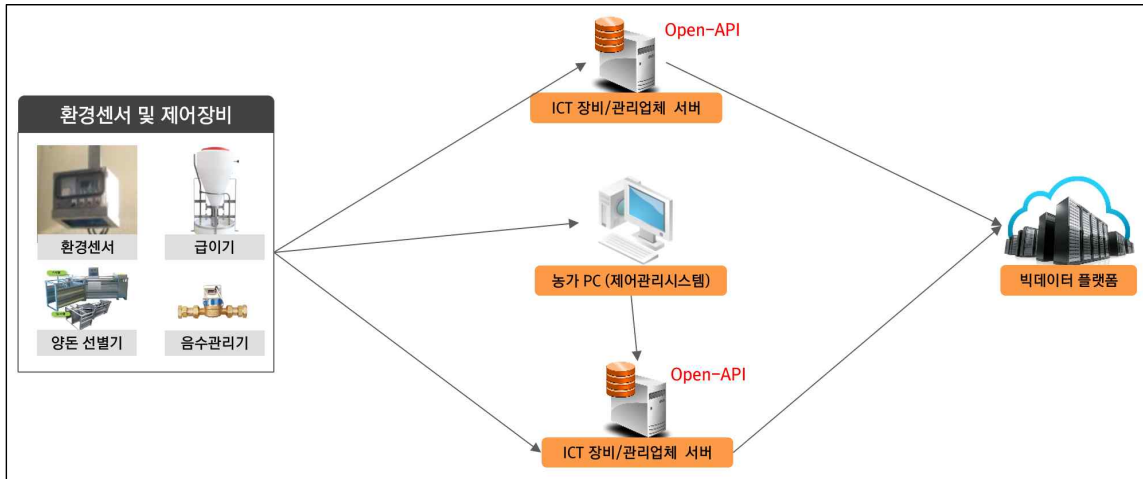 환경센서 및 제어장비
환경센서
급이기
양돈 선별기
음수관리기
Open-API
ICT 장비/관리업체 서버
농가 PC (제어관리시스템)
Open-API
ICT 장비/관리업체 서버
빅데이터 플랫폼